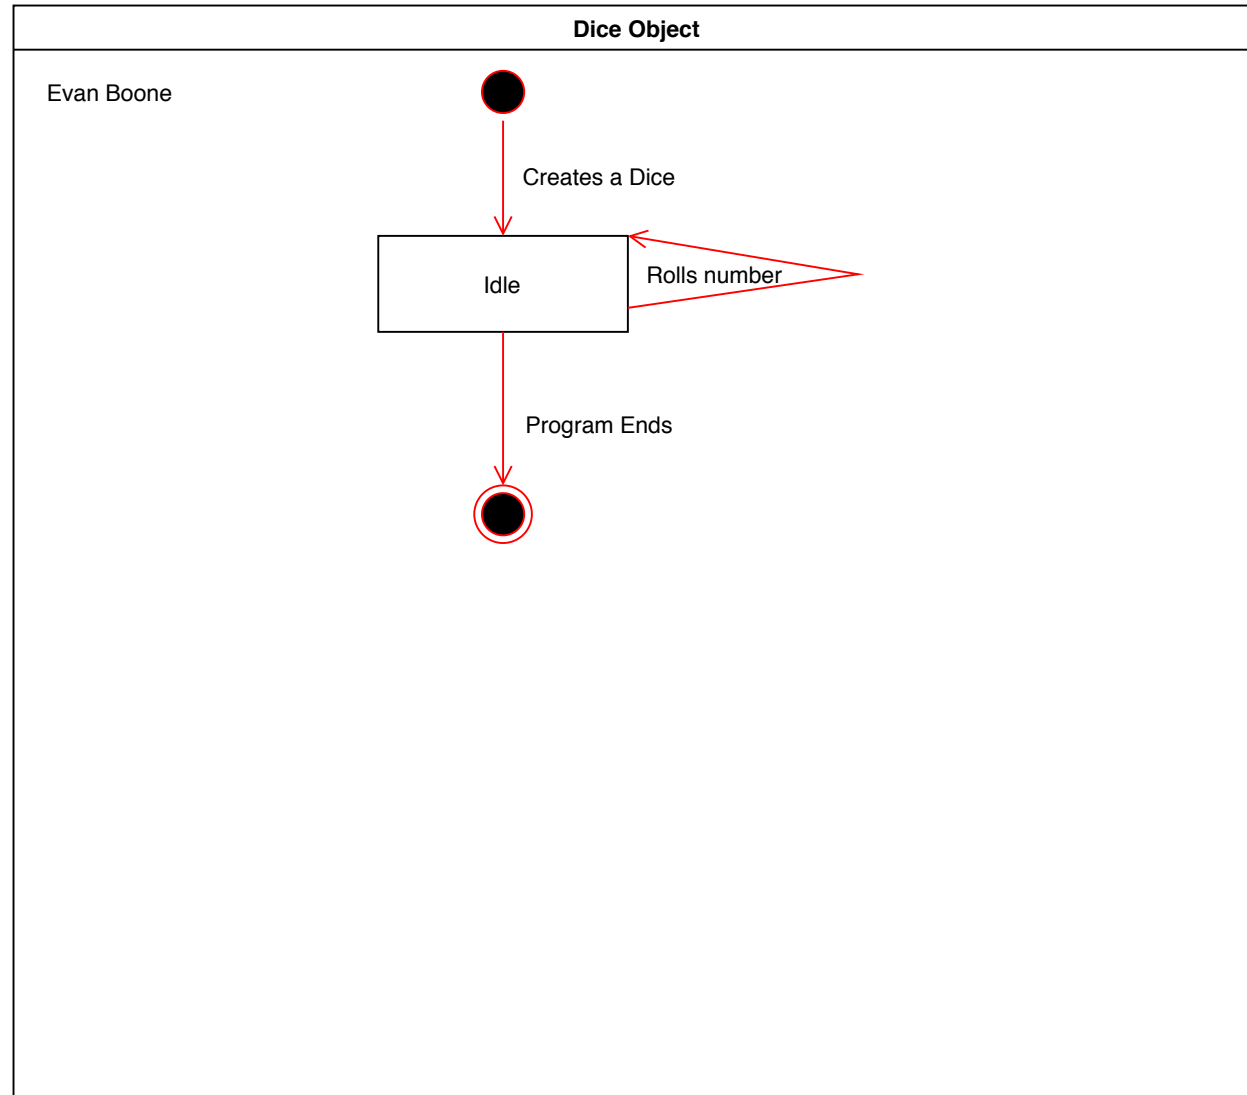 Dice Object
Evan Boone
Creates a Dice
Idle
Rolls number
Program Ends